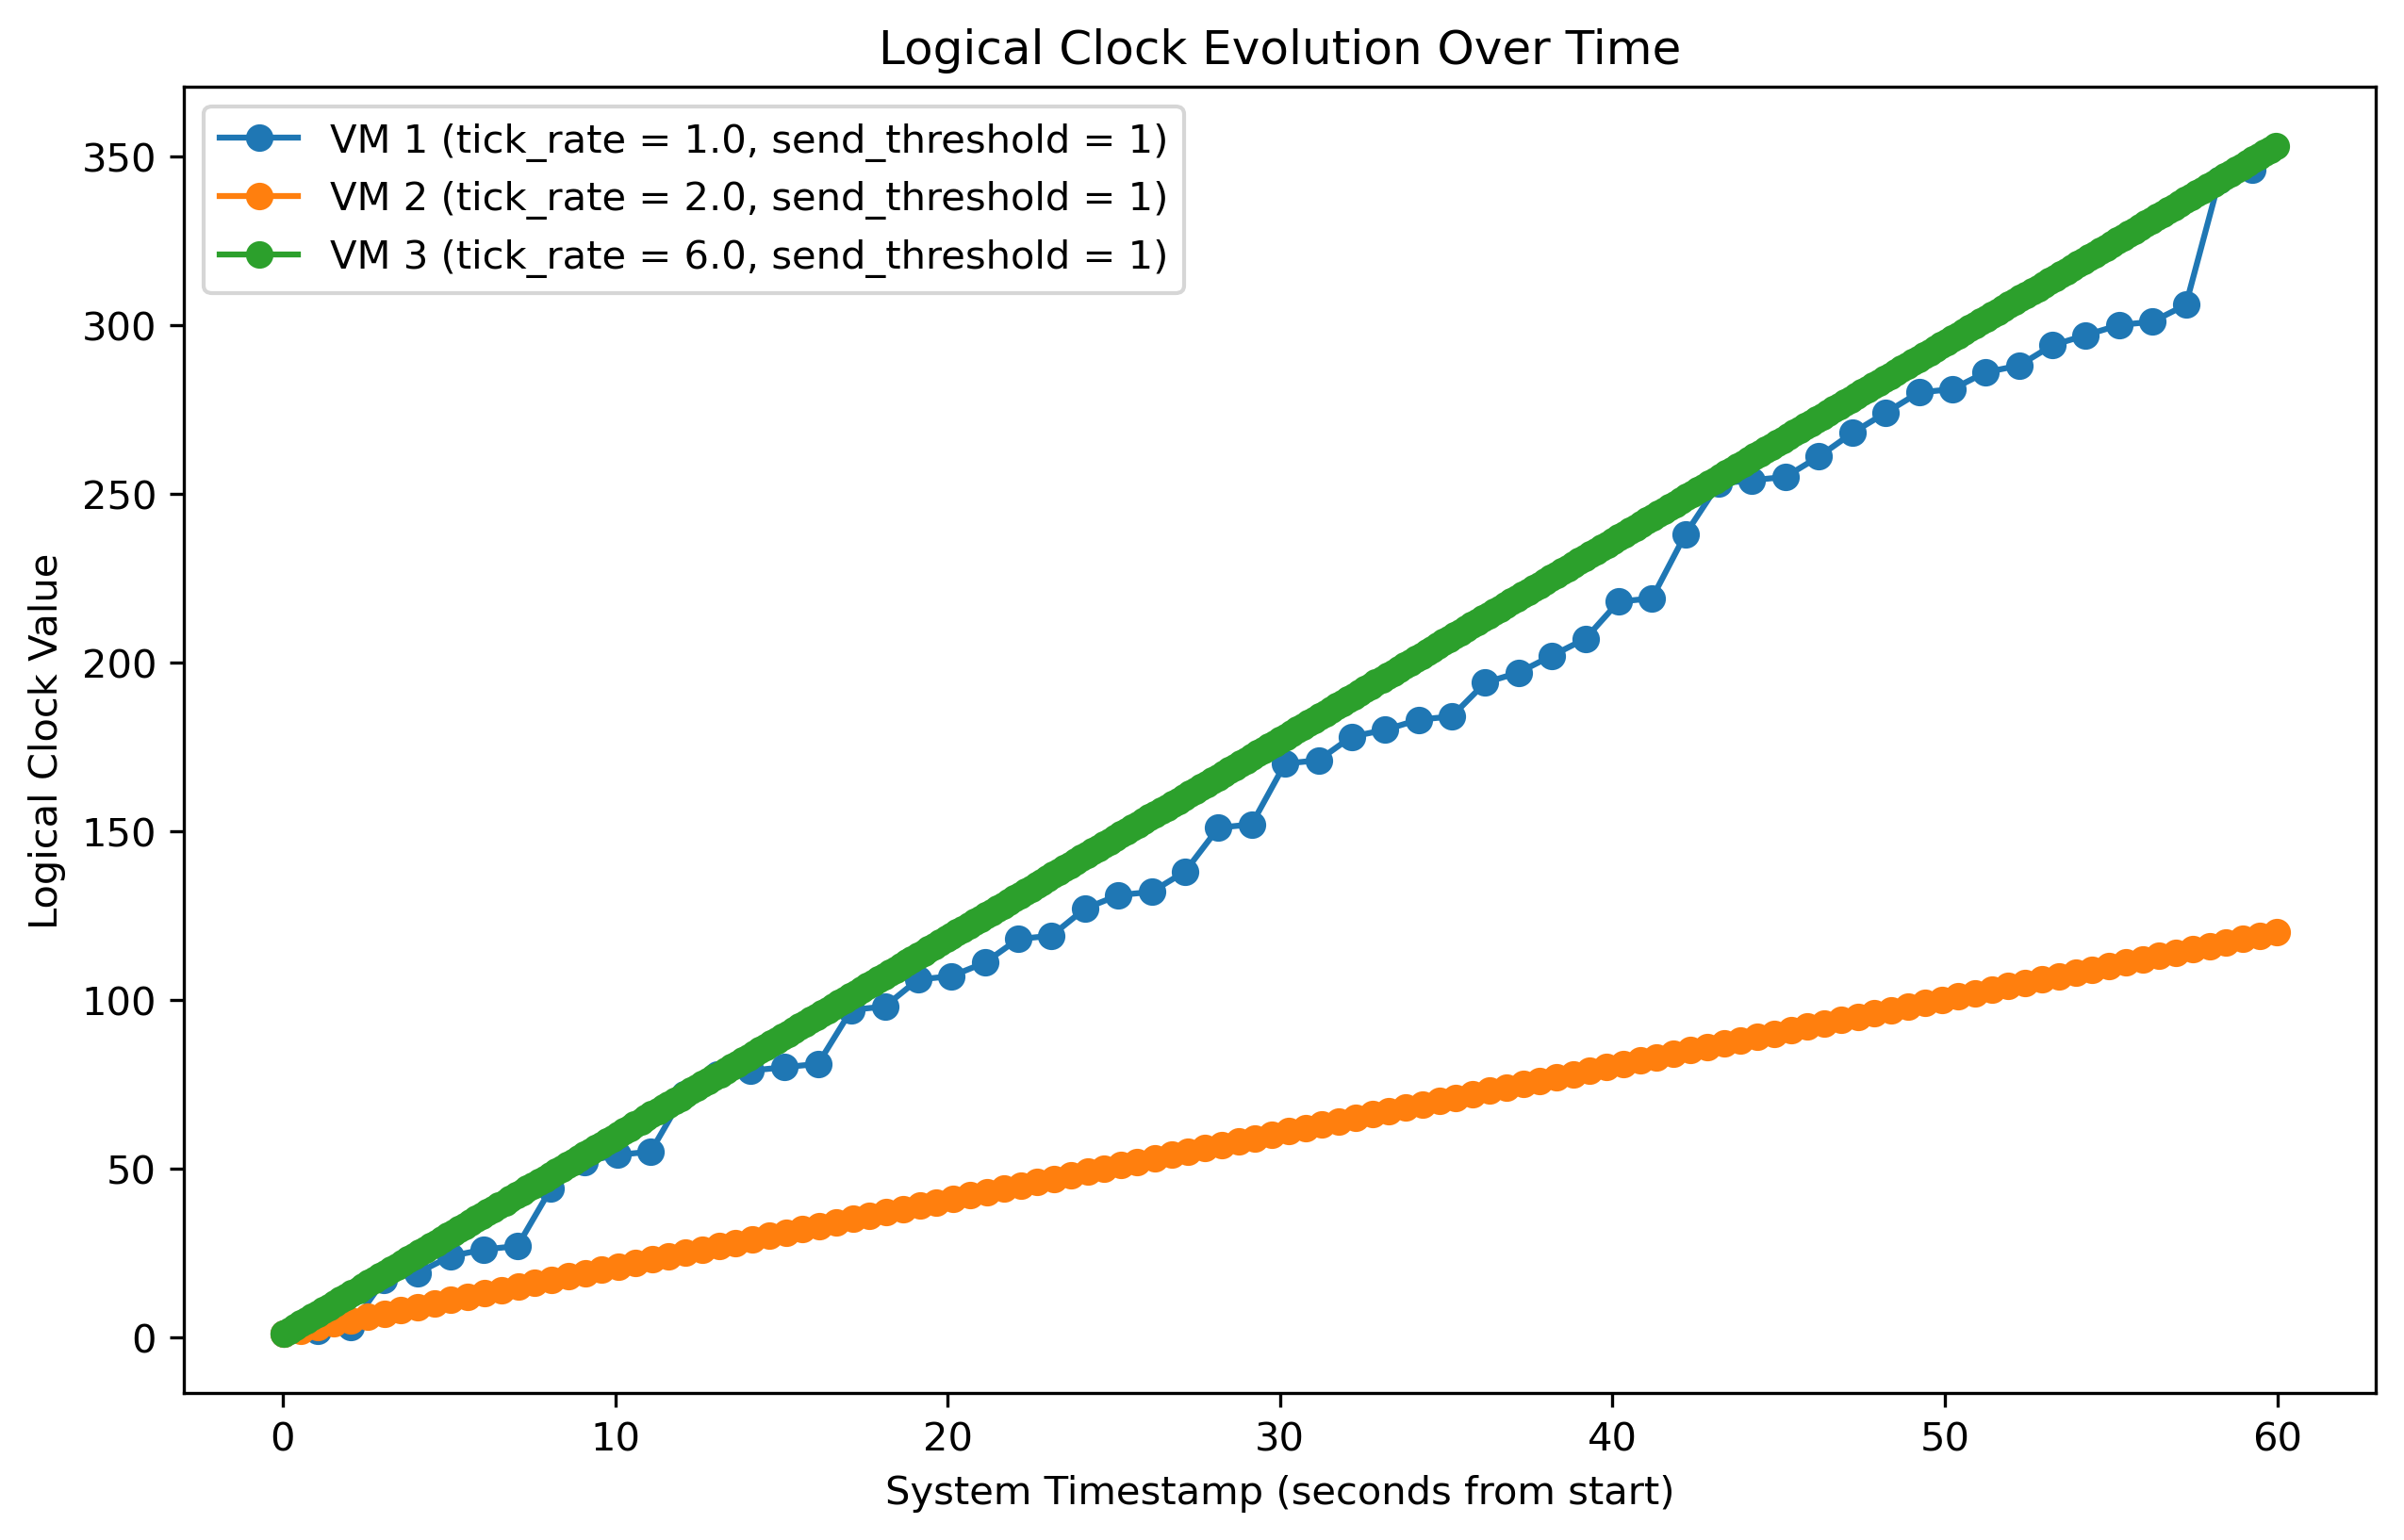 Logical Clock Evolution Over Time
VM 1 (tick_rate = 1.0, send_threshold = 1)
VM 2 (tick_rate = 2.0, send_threshold = 1)
VM 3 (tick_rate = 6.0, send_threshold = 1)
Logical Clock Value
350
300
250
200
150
100
50
0
0 10 20 30 40 50 60
System Timestamp (seconds from start)